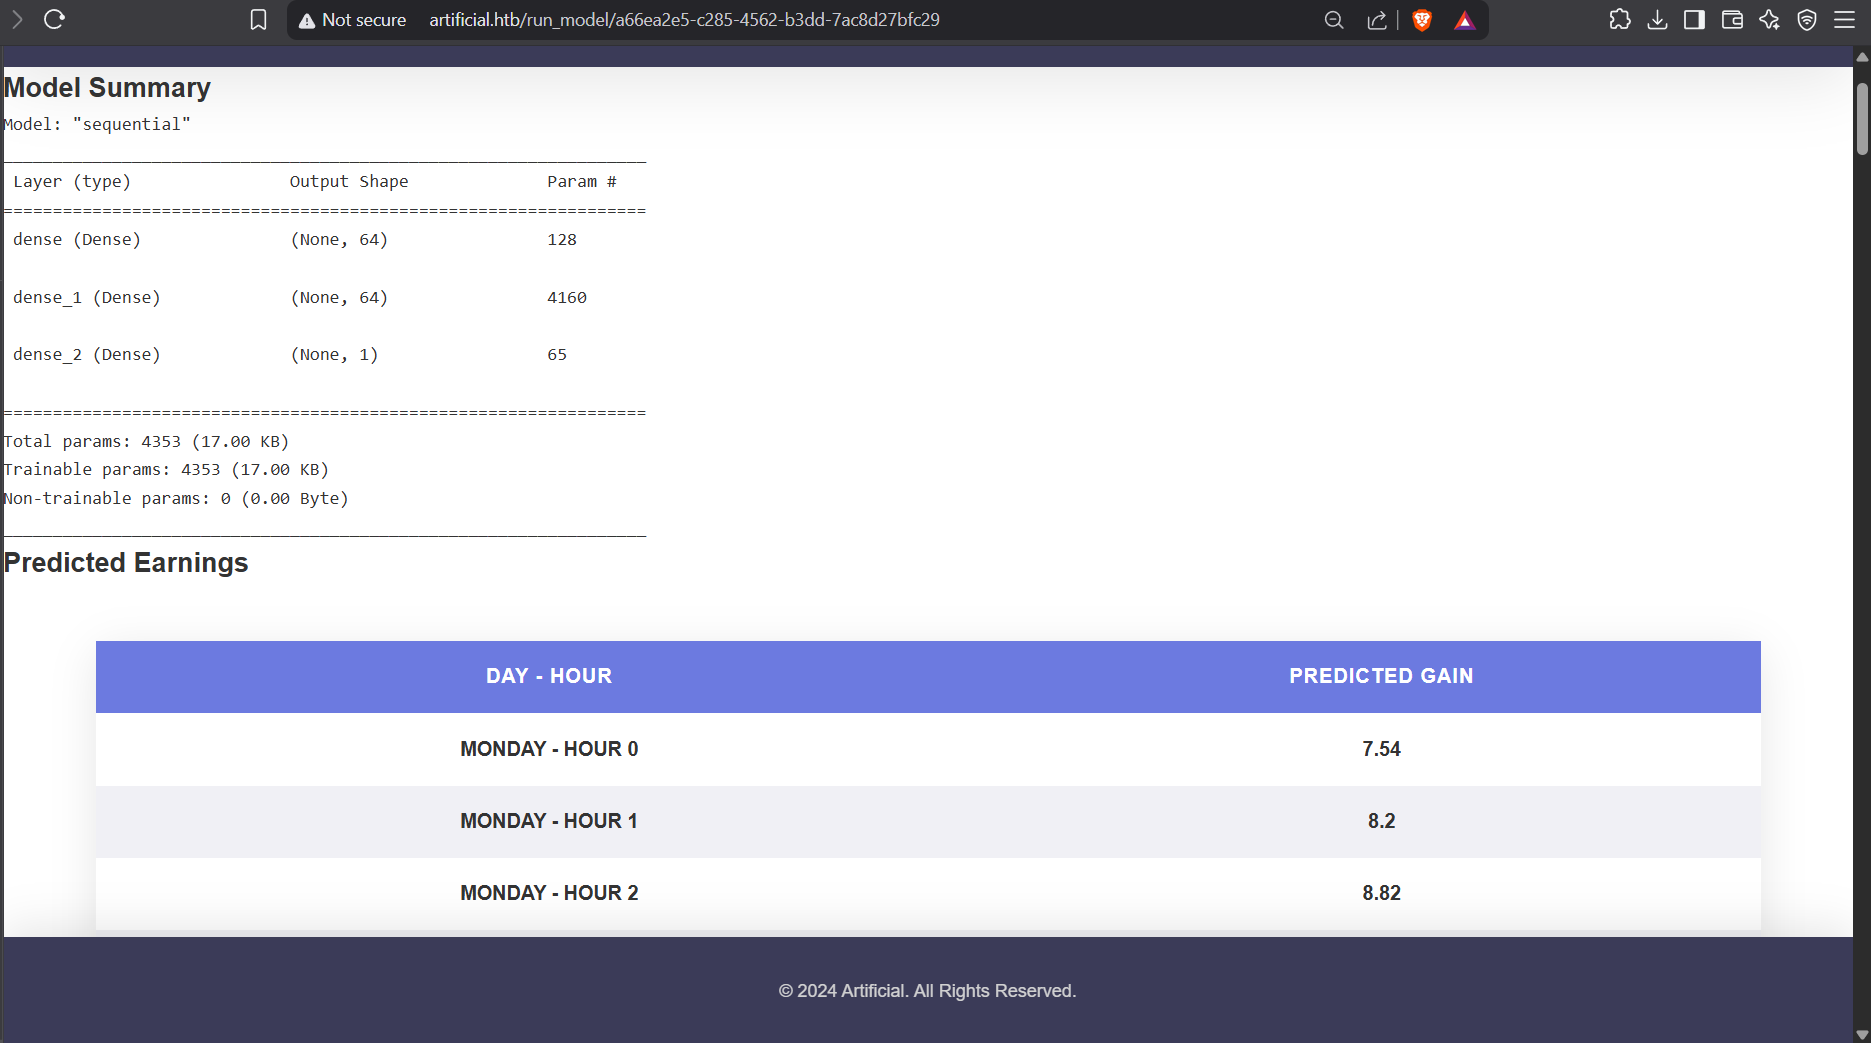 Not secure artificial.htb/run_model/a66ea2e5-c285-4562-b3dd-7ac8d27bfc29
Model Summary
Model: "sequential"
_________________________________________________________________
Layer (type) Output Shape Param #
=================================================================
dense (Dense) (None, 64) 128
dense_1 (Dense) (None, 64) 4160
dense_2 (Dense) (None, 1) 65
=================================================================
Total params: 4353 (17.00 KB)
Trainable params: 4353 (17.00 KB)
Non-trainable params: 0 (0.00 Byte)
_________________________________________________________________
Predicted Earnings
DAY - HOUR PREDICTED GAIN
MONDAY - HOUR 0 7.54
MONDAY - HOUR 1 8.2
MONDAY - HOUR 2 8.82
© 2024 Artificial. All Rights Reserved.